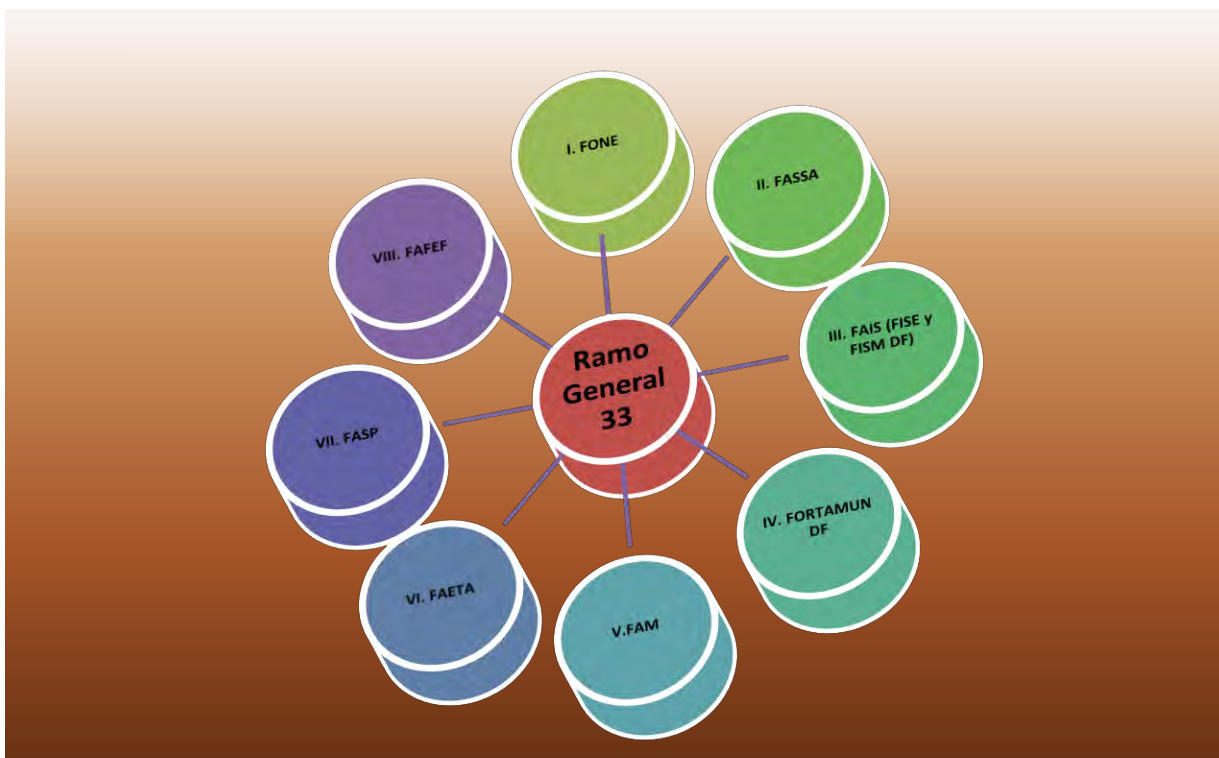 Ramo
General
33
I. FONE
II. FASSA
III. FAIS (FISE y
FISM DF)
IV. FORTAMUN
DF
V.FAM
VI. FAETA
VII. FASP
VIII. FAFEF